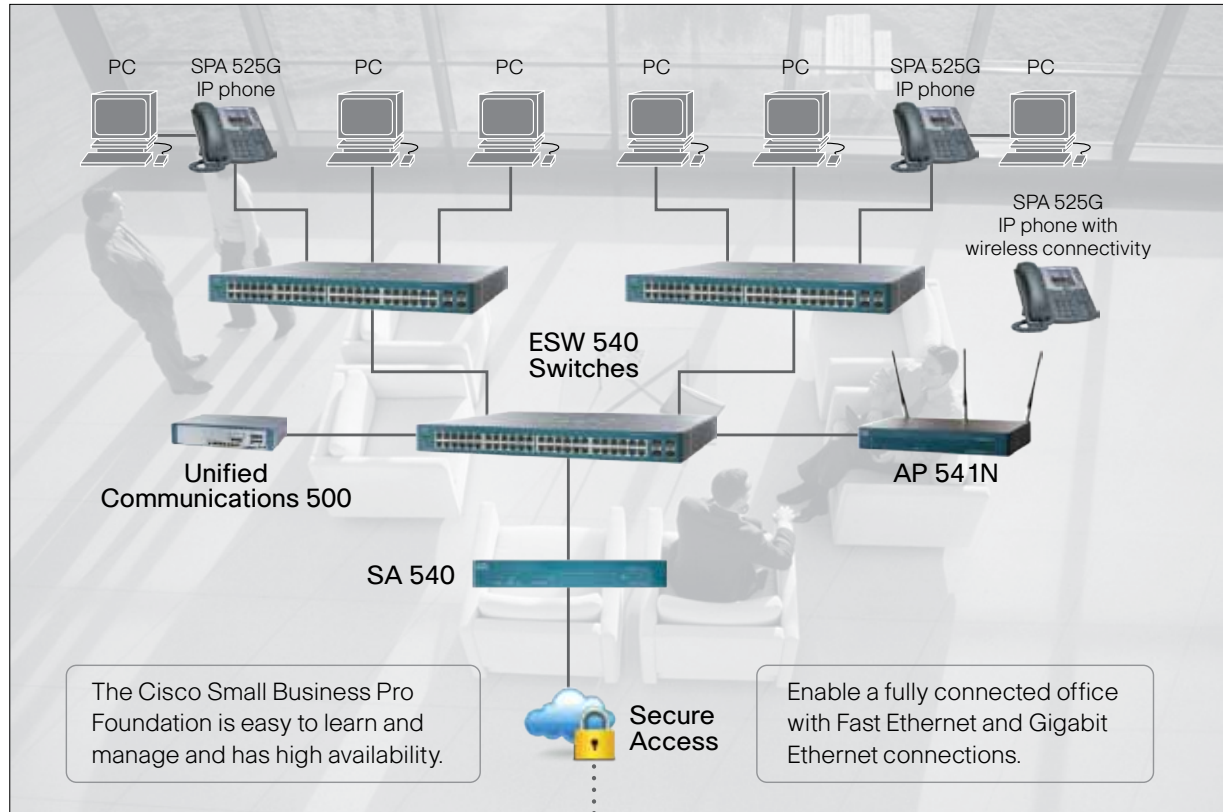 PC
SPA 525G
IP phone
PC
PC
PC
PC
SPA 525G
IP phone
PC
SPA 525G
IP phone with
wireless connectivity
ESW 540
Switches
Unified
Communications 500
AP 541N
SA 540
The Cisco Small Business Pro
Foundation is easy to learn and
manage and has high availability.
Secure
Access
Enable a fully connected office
with Fast Ethernet and Gigabit
Ethernet connections.